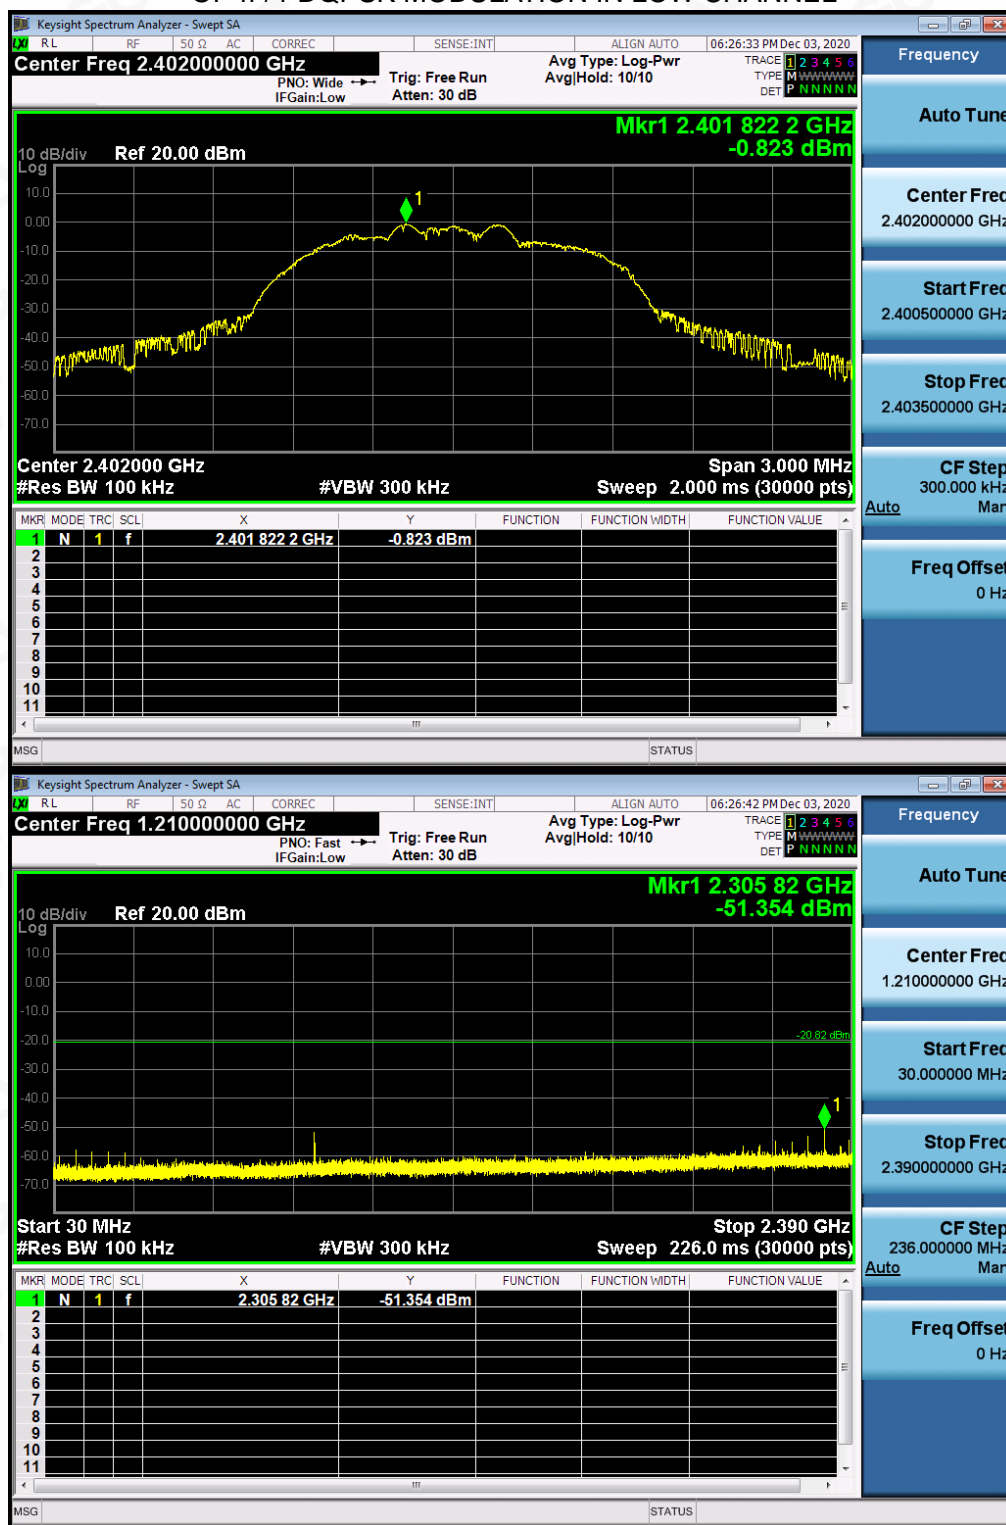 MODULATION IN LOW CHANNEL
Keysight Spectrum Analyzer - Swept SA
LXI RL RF 50 Ω AC CORREC SENSE:INT ALIGN AUTO 06:26:33 PM Dec 03, 2020
Center Freq 2.402000000 GHz
PNO: Wide
IFGain:Low
Trig: Free Run
Atten: 30 dB
Avg Type: Log-Pwr
Avg|Hold: 10/10
TRACE 1 2 3 4 5 6
TYPE M WWWWW
DET P N N N N N
Mkr1 2.401 822 2 GHz
-0.823 dBm
10 dB/div Ref 20.00 dBm
Log
10.0
0.00
-10.0
-20.0
-30.0
-40.0
-50.0
-60.0
-70.0
1
Center 2.402000 GHz Span 3.000 MHz
#Res BW 100 kHz #VBW 300 kHz Sweep 2.000 ms (30000 pts)
MKR MODE TRC SCL X Y FUNCTION FUNCTION WIDTH FUNCTION VALUE
1 N 1 f 2.401 822 2 GHz -0.823 dBm
2
3
4
5
6
7
8
9
10
11
MSG STATUS
Frequency
Auto Tune
Center Freq
2.402000000 GHz
Start Freq
2.400500000 GHz
Stop Freq
2.403500000 GHz
CF Step
300.000 kHz
Auto Man
Freq Offset
0 Hz
Keysight Spectrum Analyzer - Swept SA
LXI RL RF 50 Ω AC CORREC SENSE:INT ALIGN AUTO 06:26:42 PM Dec 03, 2020
Center Freq 1.210000000 GHz
PNO: Fast
IFGain:Low
Trig: Free Run
Atten: 30 dB
Avg Type: Log-Pwr
Avg|Hold: 10/10
TRACE 1 2 3 4 5 6
TYPE M WWWWW
DET P N N N N N
Mkr1 2.305 82 GHz
-51.354 dBm
10 dB/div Ref 20.00 dBm
Log
10.0
0.00
-10.0
-20.0
-30.0
-40.0
-50.0
-60.0
-70.0
-20.82 dBm
1
Start 30 MHz Stop 2.390 GHz
#Res BW 100 kHz #VBW 300 kHz Sweep 226.0 ms (30000 pts)
MKR MODE TRC SCL X Y FUNCTION FUNCTION WIDTH FUNCTION VALUE
1 N 1 f 2.305 82 GHz -51.354 dBm
2
3
4
5
6
7
8
9
10
11
MSG STATUS
Frequency
Auto Tune
Center Freq
1.210000000 GHz
Start Freq
30.000000 MHz
Stop Freq
2.390000000 GHz
CF Step
236.000000 MHz
Auto Man
Freq Offset
0 Hz